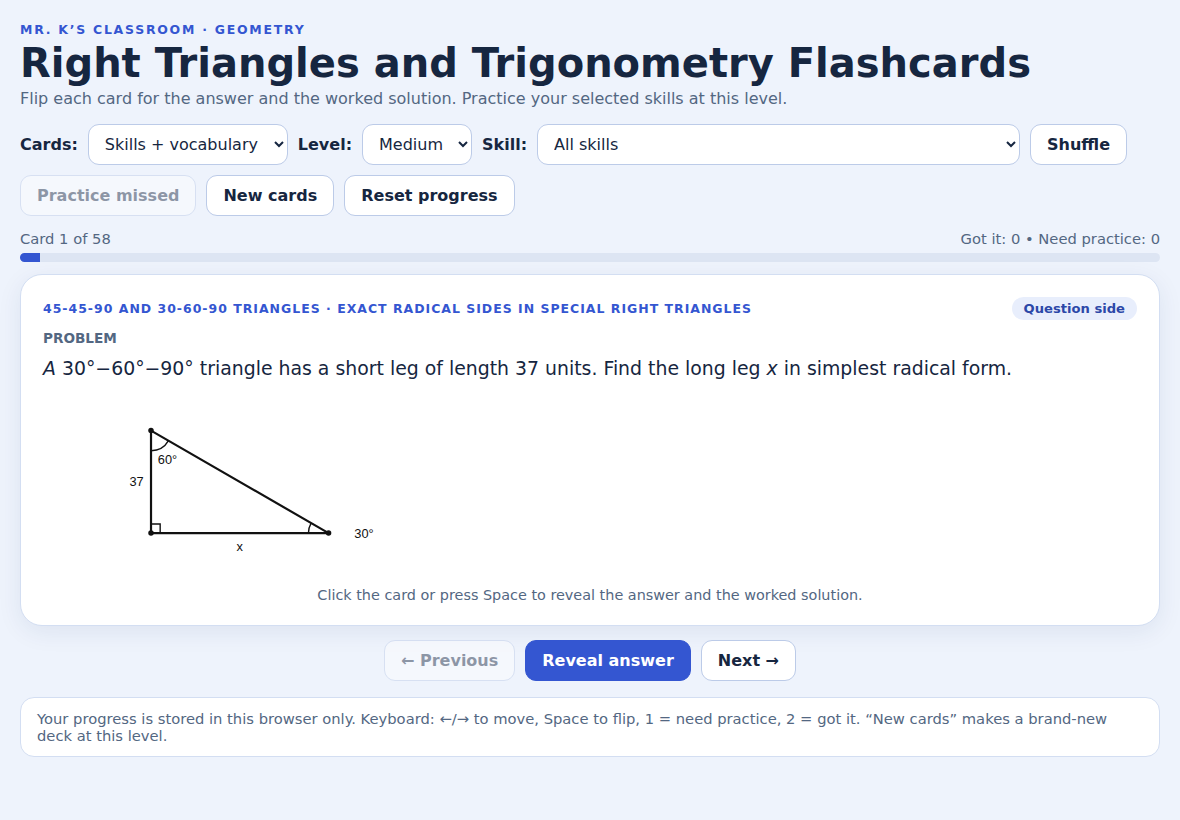 MR. K’S CLASSROOM · GEOMETRY
Right Triangles and Trigonometry Flashcards
Flip each card for the answer and the worked solution. Practice your selected skills at this level.
Cards: Skills + vocabulary Level: Medium Skill: All skills Shuffle
Practice missed New cards Reset progress
Card 1 of 58 Got it: 0 • Need practice: 0
45-45-90 AND 30-60-90 TRIANGLES · EXACT RADICAL SIDES IN SPECIAL RIGHT TRIANGLES Question side
PROBLEM
A 30°−60°−90° triangle has a short leg of length 37 units. Find the long leg x in simplest radical form.
60°
37
30°
x
Click the card or press Space to reveal the answer and the worked solution.
← Previous Reveal answer Next →
Your progress is stored in this browser only. Keyboard: ←/→ to move, Space to flip, 1 = need practice, 2 = got it. “New cards” makes a brand-new
deck at this level.